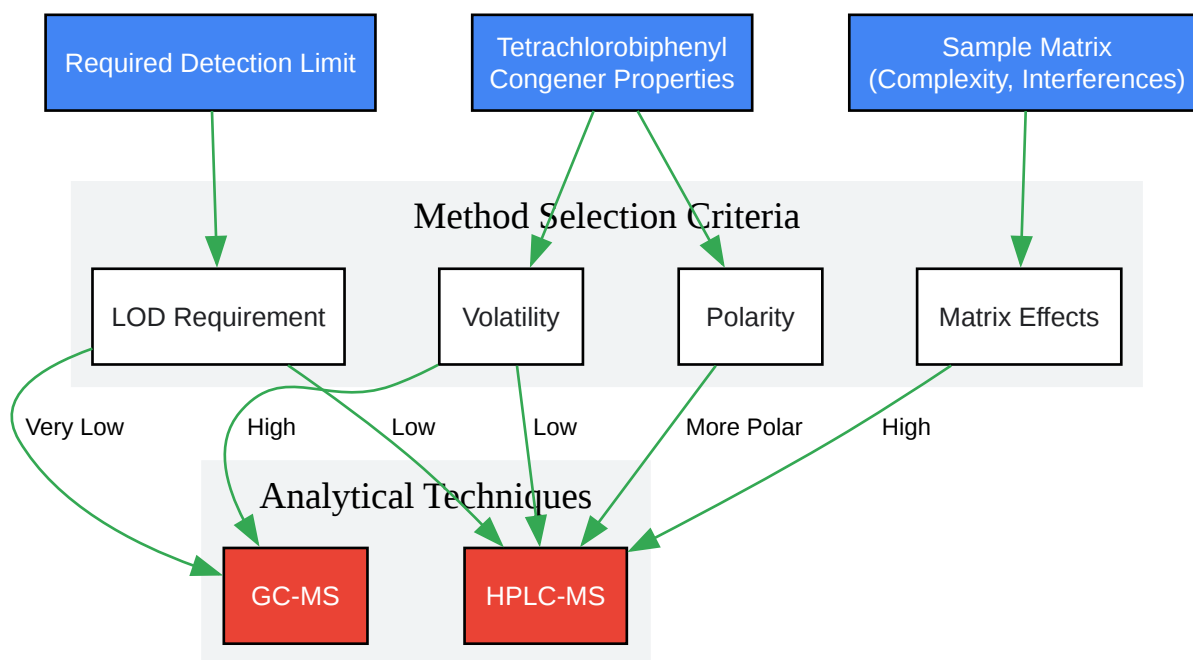 Required Detection Limit
Tetrachlorobiphenyl
Congener Properties
Sample Matrix
(Complexity, Interferences)
Method Selection Criteria
LOD Requirement
Volatility
Polarity
Matrix Effects
Very Low
High
Low
Low
More Polar
High
Analytical Techniques
GC-MS
HPLC-MS